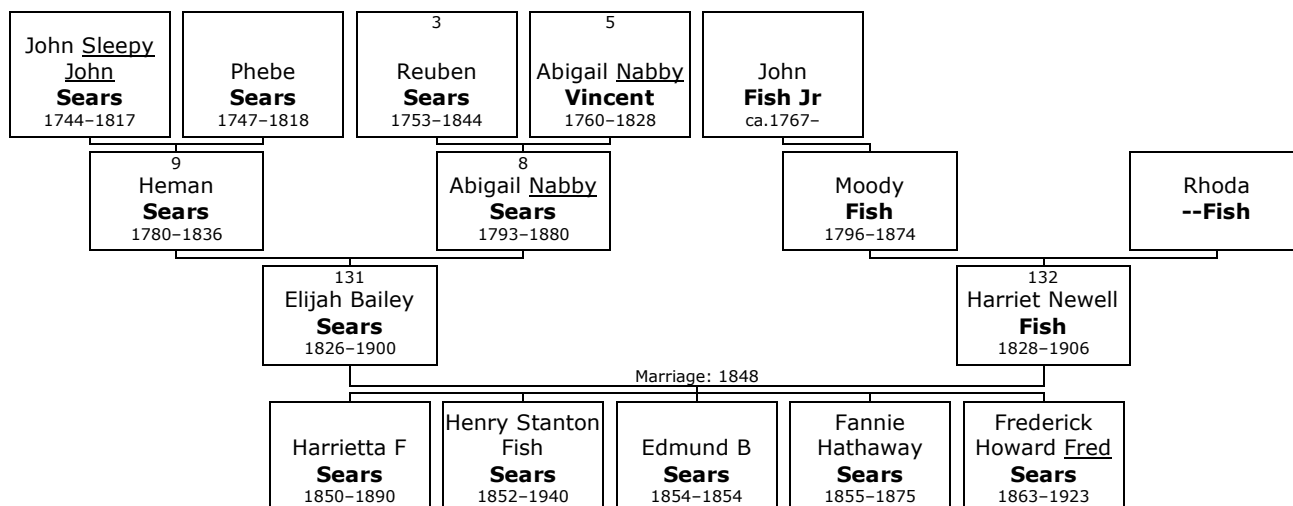 John Sleepy
John
Sears
1744–1817
Phebe
Sears
1747–1818
3
Reuben
Sears
1753–1844
5
Abigail Nabby
Vincent
1760–1828
John
Fish Jr
ca.1767–
9
Heman
Sears
1780–1836
8
Abigail Nabby
Sears
1793–1880
Moody
Fish
1796–1874
Rhoda
--Fish
131
Elijah Bailey
Sears
1826–1900
132
Harriet Newell
Fish
1828–1906
Marriage: 1848
Harrietta F
Sears
1850–1890
Henry Stanton
Fish
Sears
1852–1940
Edmund B
Sears
1854–1854
Fannie
Hathaway
Sears
1855–1875
Frederick
Howard Fred
Sears
1863–1923